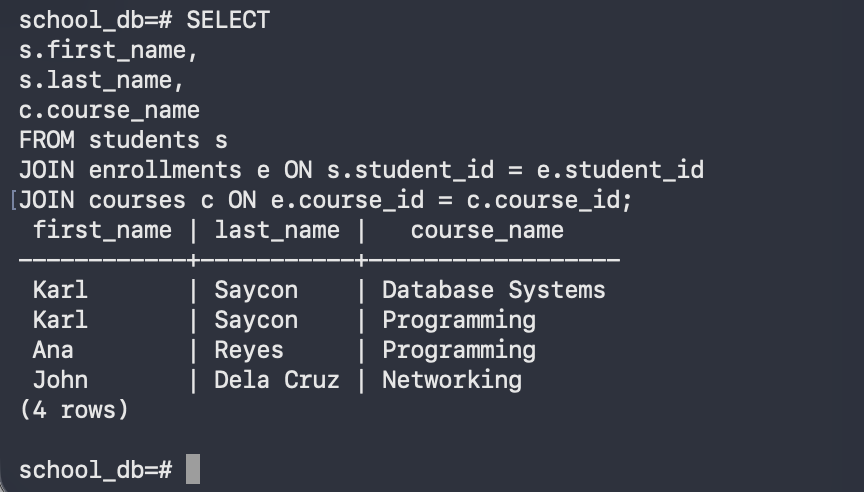 school_db=# SELECT
s.first_name,
s.last_name,
c.course_name
FROM students s
JOIN enrollments e ON s.student_id = e.student_id
[JOIN courses c ON e.course_id = c.course_id;
 first_name | last_name |   course_name
------------+-----------+------------------
 Karl       | Saycon    | Database Systems
 Karl       | Saycon    | Programming
 Ana        | Reyes     | Programming
 John       | Dela Cruz | Networking
(4 rows)
school_db=#